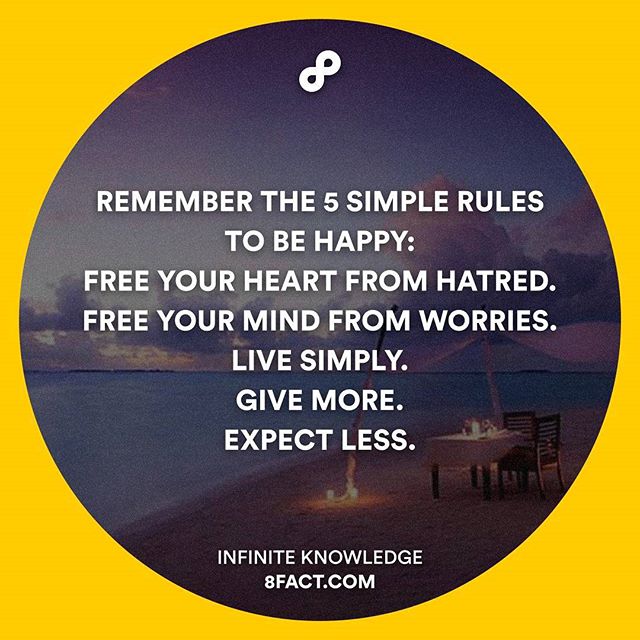 REMEMBER THE 5 SIMPLE RULES
TO BE HAPPY:
FREE YOUR HEART FROM HATRED.
FREE YOUR MIND FROM WORRIES.
LIVE SIMPLY.
GIVE MORE.
EXPECT LESS.
INFINITE KNOWLEDGE
8FACT.COM